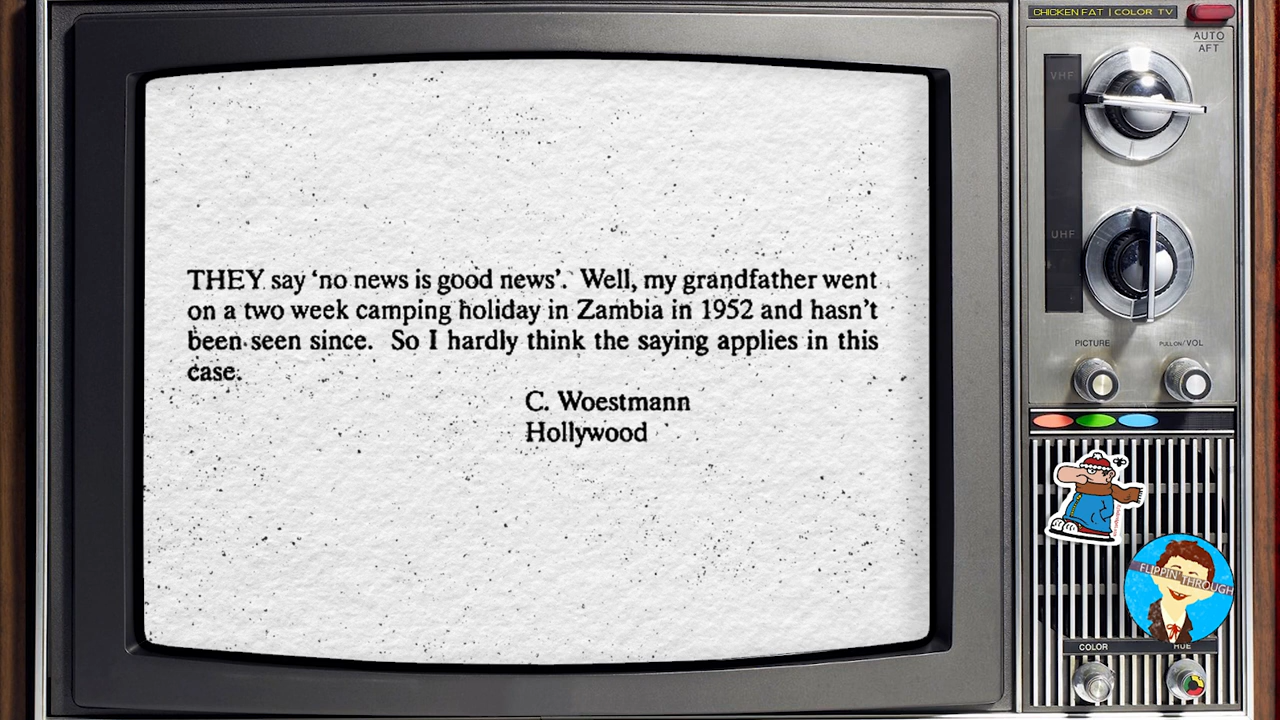 CHICKEN FAT | COLOR TV
AUTO
AFT
VHF
THEY say ‘no news is good news’. Well, my grandfather went
on a two week camping holiday in Zambia in 1952 and hasn’t
been seen since. So I hardly think the saying applies in this
case.
C. Woestmann
Hollywood
UHF
PICTURE
PULL ON/VOL
FLIPPIN' THROUGH
COLOR
HUE